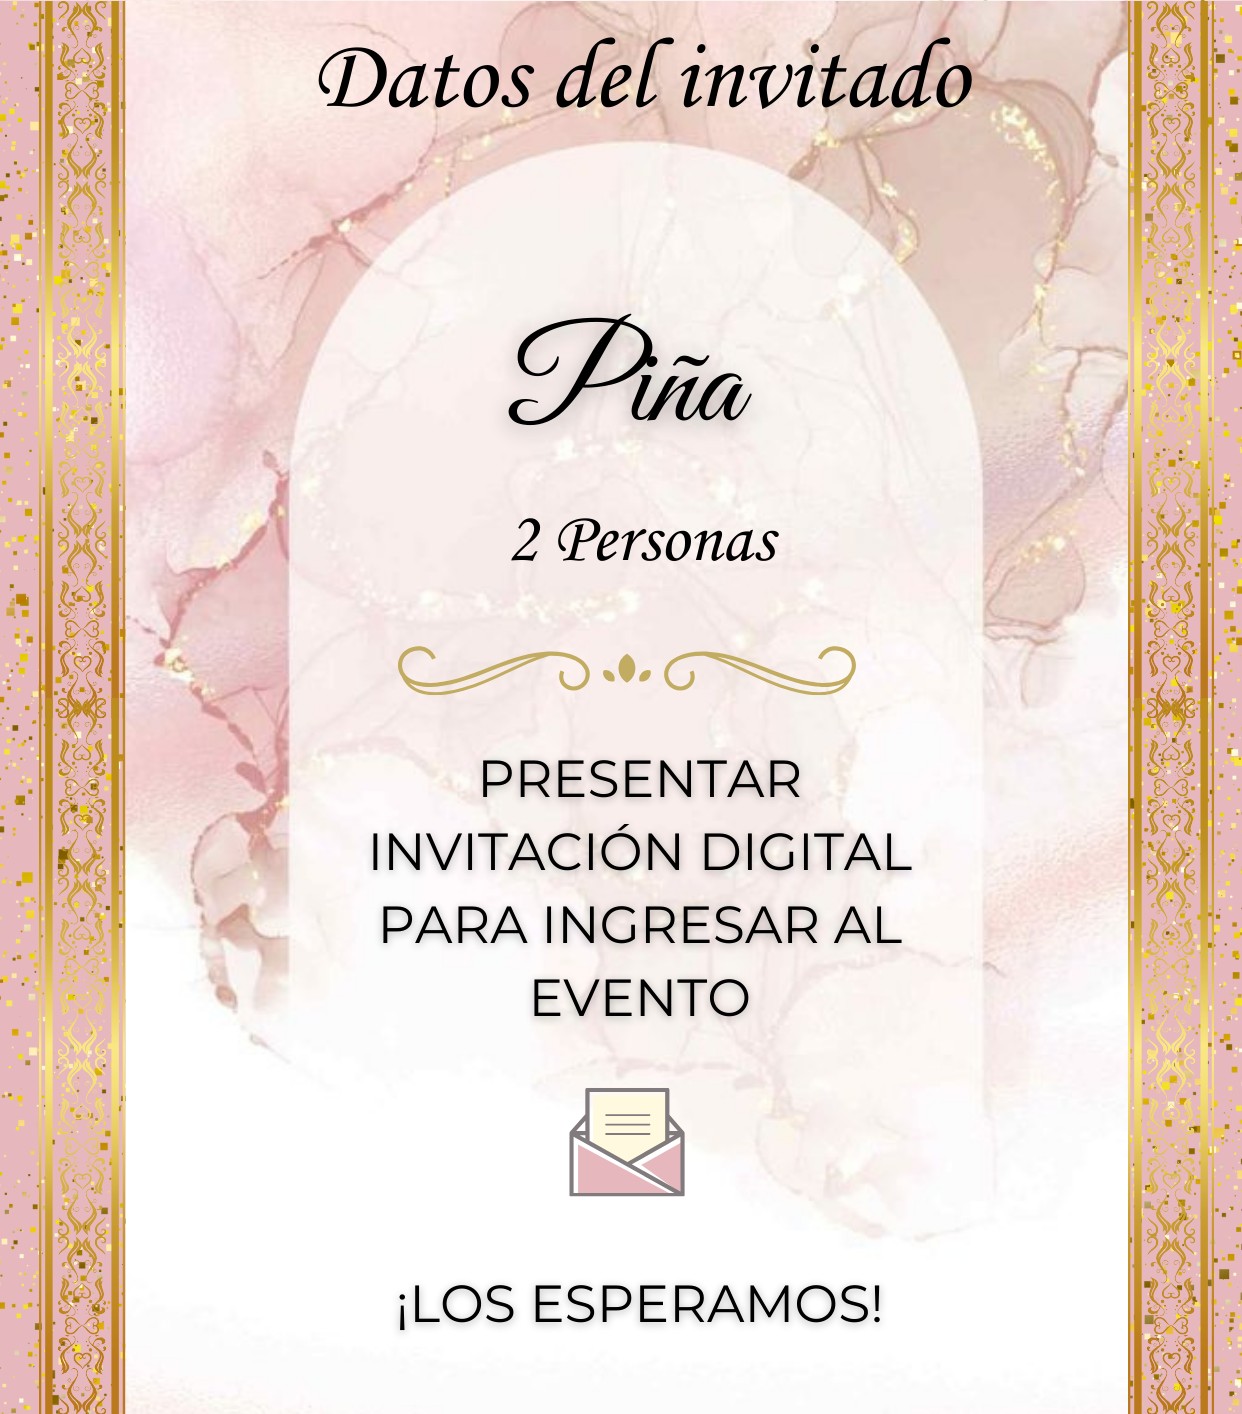 Datos del invitado
Piña
2 Personas
PRESENTAR
INVITACIÓN DIGITAL
PARA INGRESAR AL
EVENTO
¡LOS ESPERAMOS!